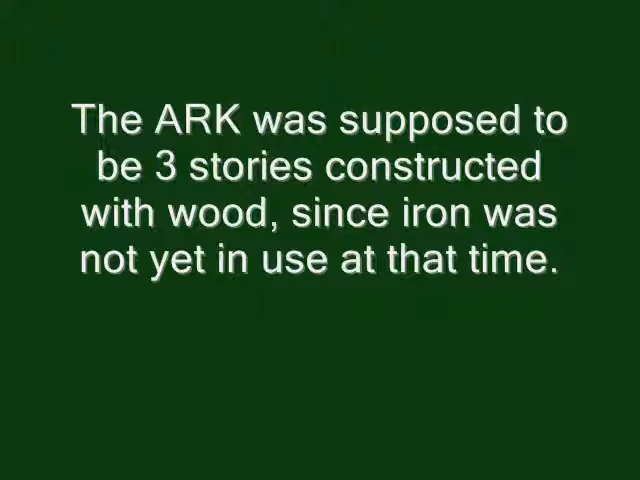 The ARK was supposed to
be 3 stories constructed
with wood, since iron was
not yet in use at that time.